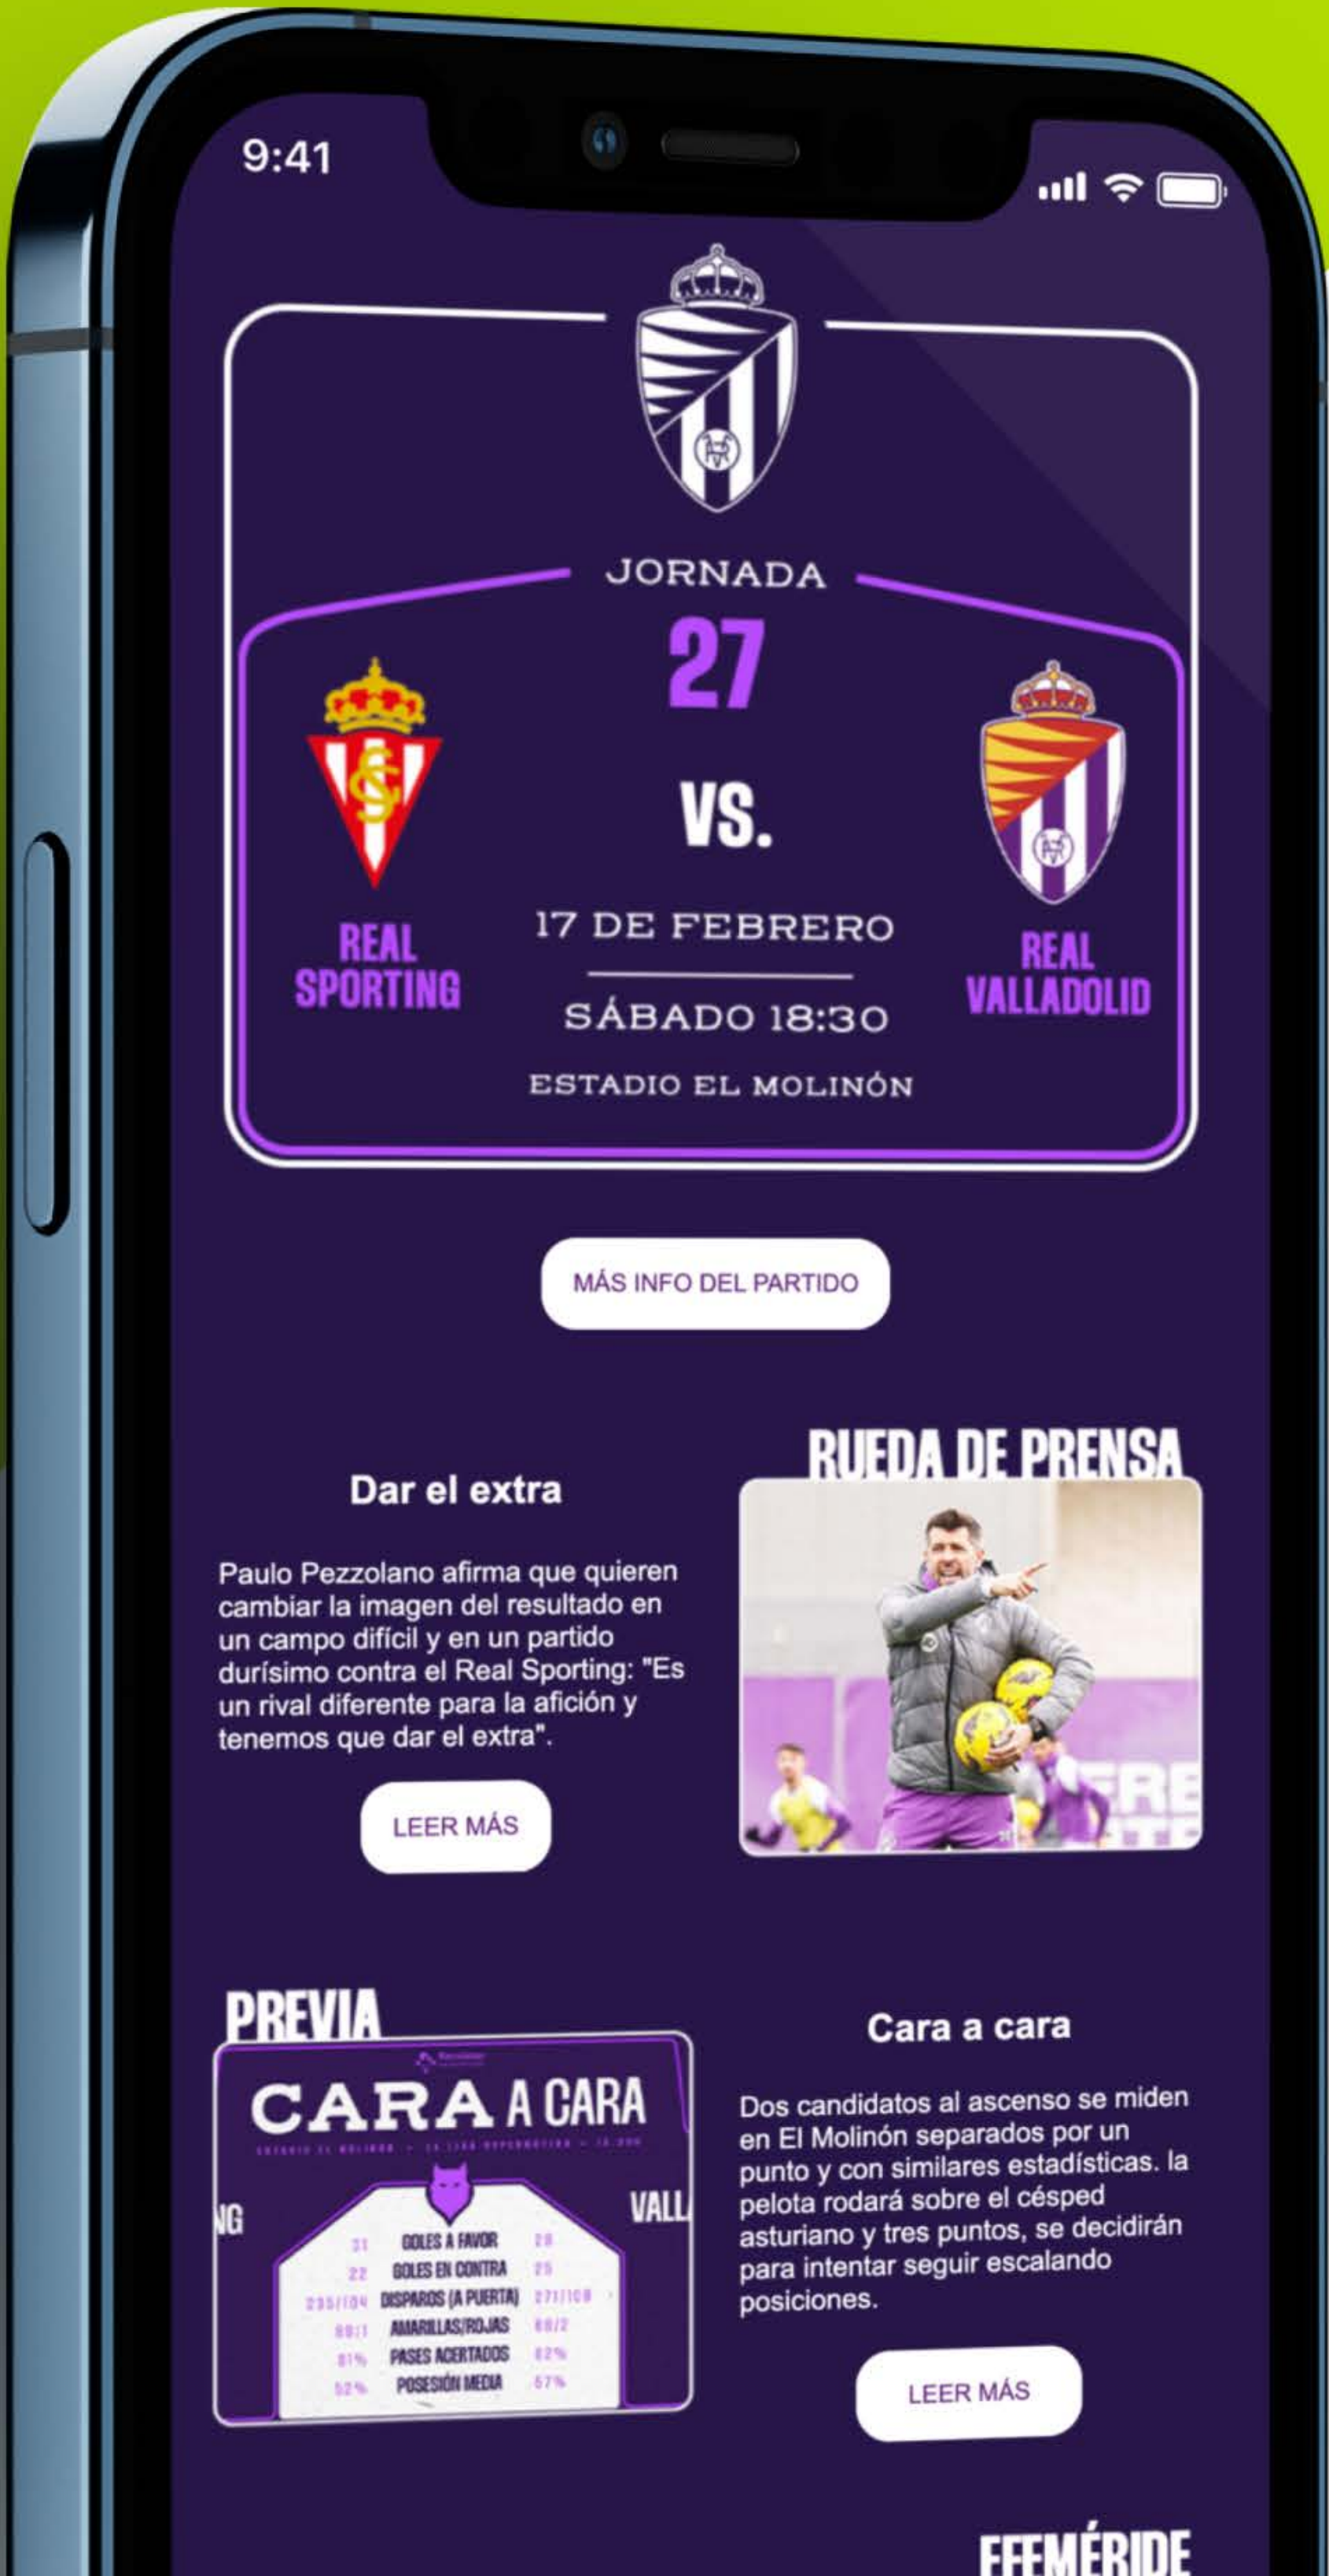 9:41
JORNADA
27
VS.
REAL
SPORTING
17 DE FEBRERO
SÁBADO 18:30
ESTADIO EL MOLINÓN
REAL
VALLADOLID
MÁS INFO DEL PARTIDO
Dar el extra
Paulo Pezzolano afirma que quieren
cambiar la imagen del resultado en
un campo difícil y en un partido
durísimo contra el Real Sporting: "Es
un rival diferente para la afición y
tenemos que dar el extra".
LEER MÁS
RUEDA DE PRENSA
PREVIA
CARA A CARA
NG
VALL
31 GOLES A FAVOR
22 GOLES EN CONTRA 25
DISPAROS (A PUERTA)
AMARILLAS/ROJAS
81% PASES ACERTADOS 82%
52% POSESIÓN MEDIA 57%
Cara a cara
Dos candidatos al ascenso se miden
en El Molinón separados por un
punto y con similares estadísticas. la
pelota rodará sobre el césped
asturiano y tres puntos, se decidirán
para intentar seguir escalando
posiciones.
LEER MÁS
EFEMÉRIDE